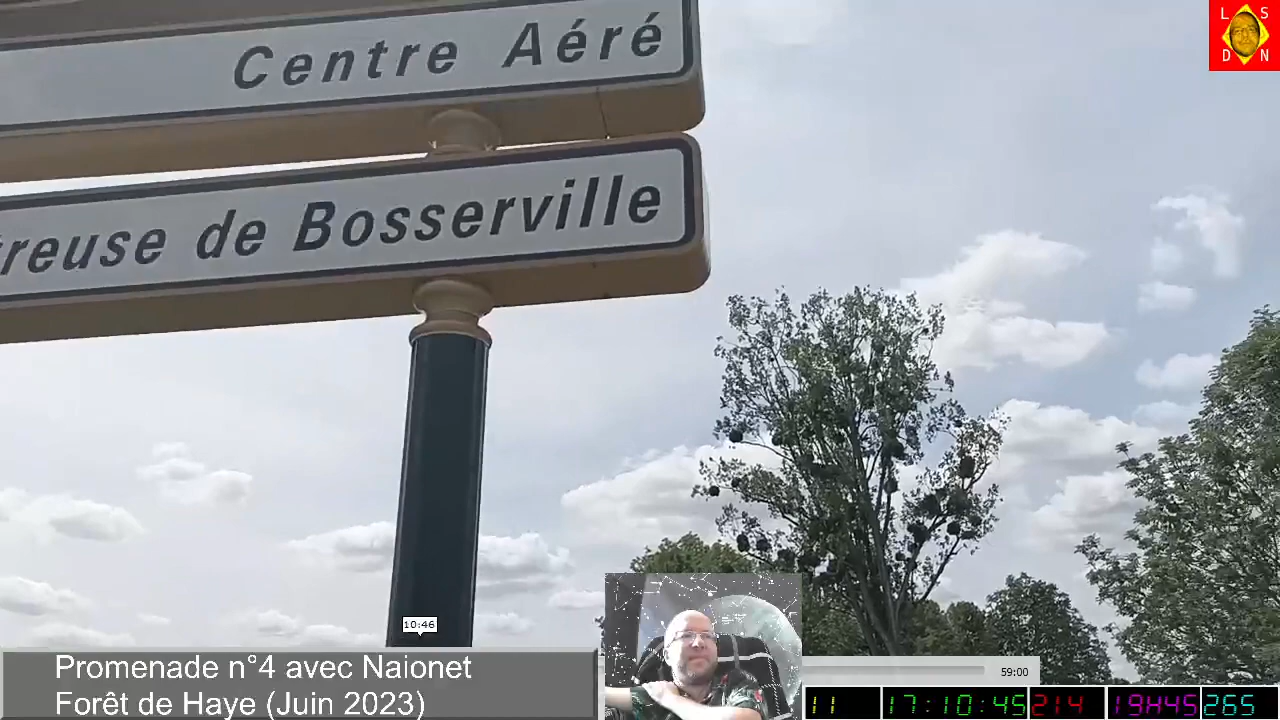 L S
D N
Centre Aéré
treuse de Bosserville
10:46
Promenade n°4 avec Naionet
Forêt de Haye (Juin 2023)
59:00
11 17:10:45 214 19H45 265